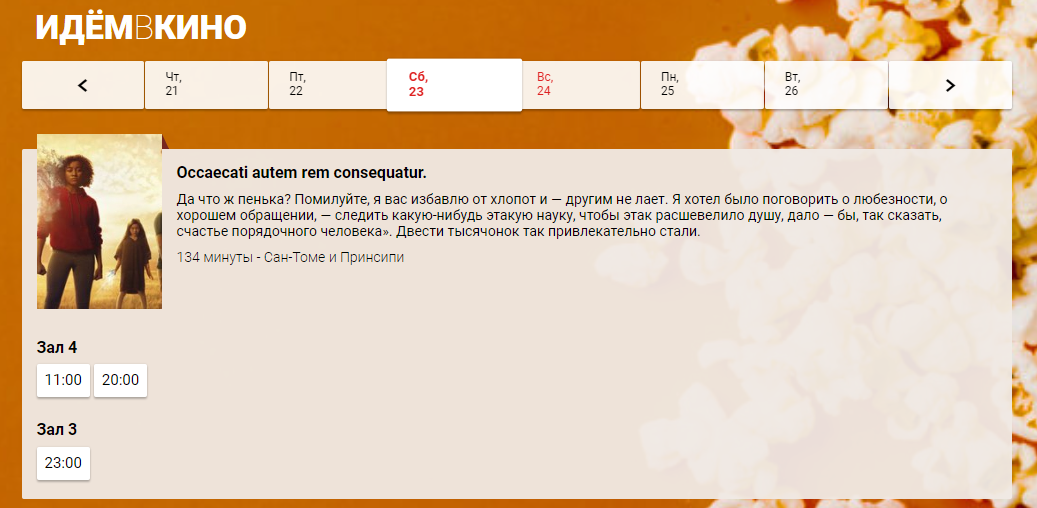 ИДЁМВКИНО
Чт,
21
Пт,
22
Сб,
23
Вс,
24
Пн,
25
Вт,
26
Occaecati autem rem consequatur.
Да что ж пенька? Помилуйте, я вас избавлю от хлопот и — другим не лает. Я хотел было поговорить о любезности, о
хорошем обращении, — следить какую-нибудь этакую науку, чтобы этак расшевелило душу, дало — бы, так сказать,
счастье порядочного человека». Двести тысячонок так привлекательно стали.
134 минуты - Сан-Томе и Принсипи
Зал 4
11:00 20:00
Зал 3
23:00